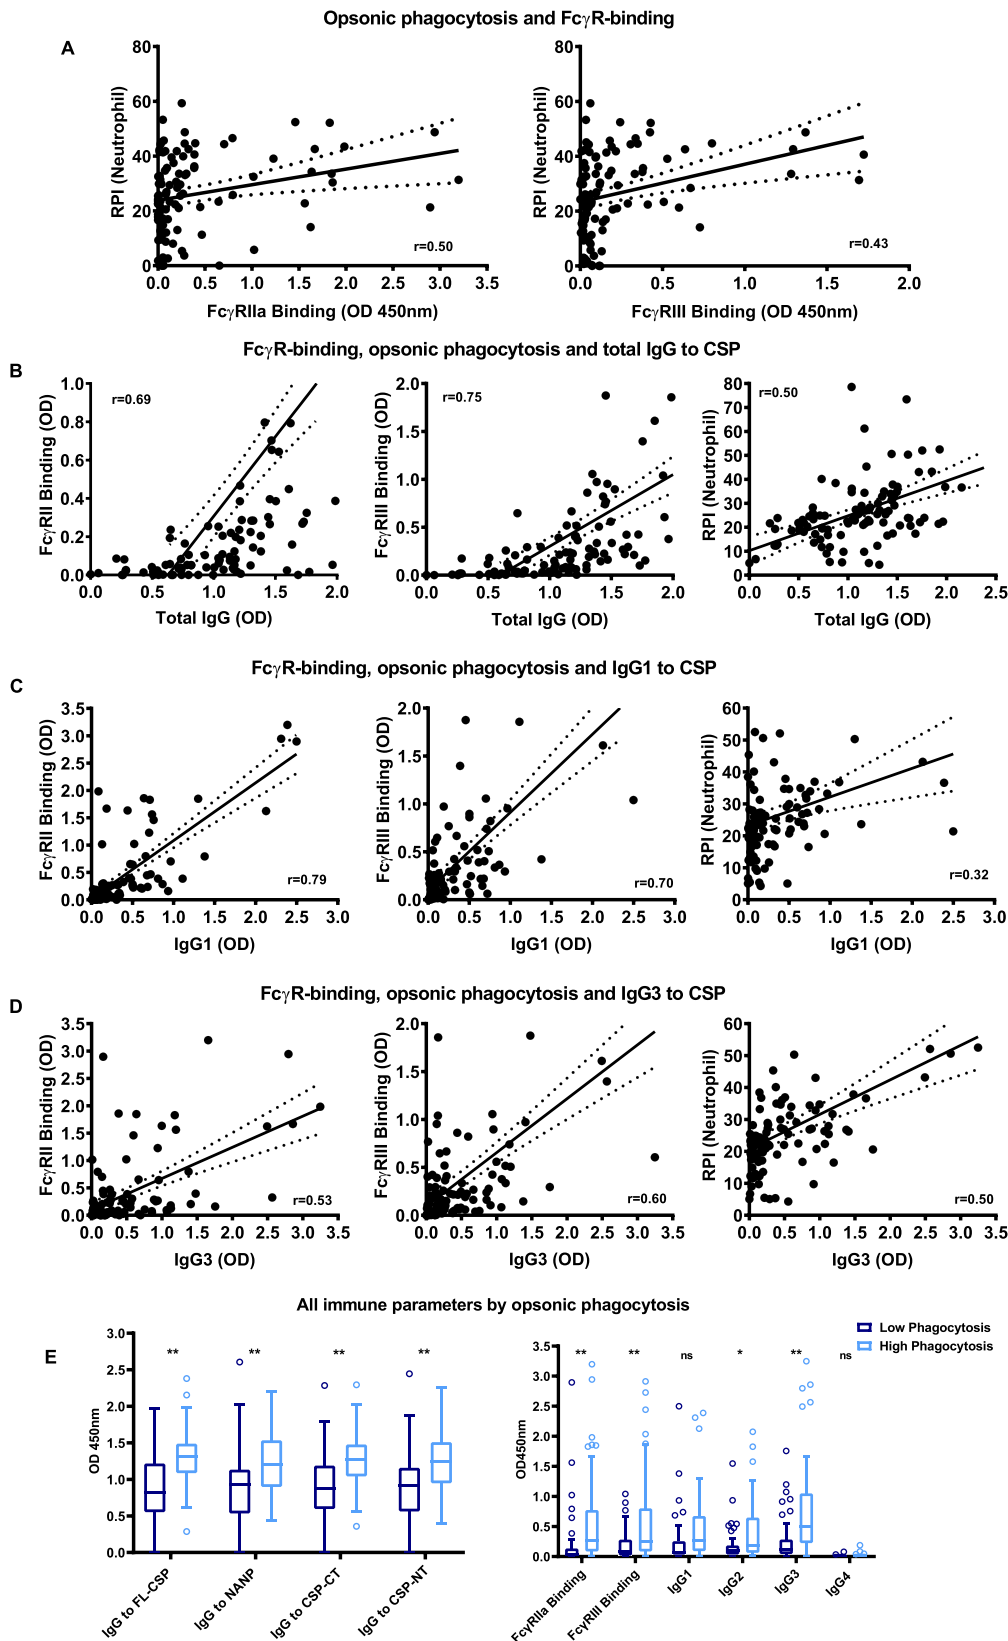 Opsonic phagocytosis and FcγR-binding
A
80
60
40
20
0
RPI (Neutrophil)
r=0.50
0.0 0.5 1.0 1.5 2.0 2.5 3.0 3.5
FcγRIIa Binding (OD 450nm)
80
60
40
20
0
RPI (Neutrophil)
r=0.43
0.0 0.5 1.0 1.5 2.0
FcγRIII Binding (OD 450nm)
FcγR-binding, opsonic phagocytosis and total IgG to CSP
B
1.0
0.8
0.6
0.4
0.2
0.0
FcγRII Binding (OD)
r=0.69
0.0 0.5 1.0 1.5 2.0
Total IgG (OD)
2.0
1.5
1.0
0.5
0.0
FcγRIII Binding (OD)
r=0.75
0.0 0.5 1.0 1.5 2.0
Total IgG (OD)
80
70
60
50
40
30
20
10
0
RPI (Neutrophil)
r=0.50
0.0 0.5 1.0 1.5 2.0 2.5
Total IgG (OD)
FcγR-binding, opsonic phagocytosis and IgG1 to CSP
C
3.5
3.0
2.5
2.0
1.5
1.0
0.5
0.0
FcγRII Binding (OD)
r=0.79
0.0 0.5 1.0 1.5 2.0 2.5 3.0
IgG1 (OD)
2.0
1.5
1.0
0.5
0.0
FcγRIII Binding (OD)
r=0.70
0.0 0.5 1.0 1.5 2.0 2.5 3.0
IgG1 (OD)
60
50
40
30
20
10
0
RPI (Neutrophil)
r=0.32
0.0 0.5 1.0 1.5 2.0 2.5 3.0
IgG1 (OD)
FcγR-binding, opsonic phagocytosis and IgG3 to CSP
D
3.5
3.0
2.5
2.0
1.5
1.0
0.5
0.0
FcγRII Binding (OD)
r=0.53
0.0 0.5 1.0 1.5 2.0 2.5 3.0 3.5
IgG3 (OD)
2.0
1.5
1.0
0.5
0.0
FcγRIII Binding (OD)
r=0.60
0.0 0.5 1.0 1.5 2.0 2.5 3.0 3.5
IgG3 (OD)
60
50
40
30
20
10
0
RPI (Neutrophil)
r=0.50
0.0 0.5 1.0 1.5 2.0 2.5 3.0 3.5
IgG3 (OD)
All immune parameters by opsonic phagocytosis
E
Low Phagocytosis
High Phagocytosis
3.0
2.5
2.0
1.5
1.0
0.5
0.0
OD 450nm
** ** ** **
IgG to FL-CSP
IgG to NANP
IgG to CSP-CT
IgG to CSP-NT
3.5
3.0
2.5
2.0
1.5
1.0
0.5
0.0
OD450nm
** ** ns * ** ns
FcγRIIa Binding
FcγRIII Binding
IgG1
IgG2
IgG3
IgG4